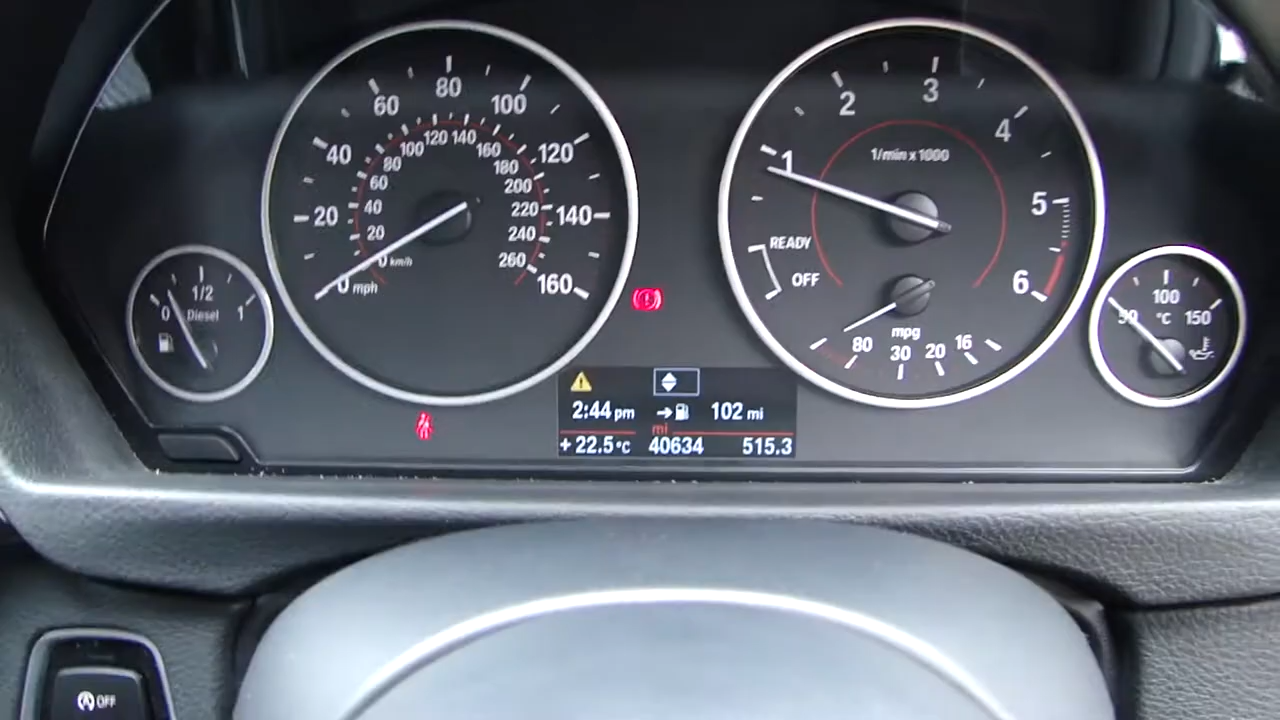 20 40 60 80 100 120 140 160
0 mph
20 40 60 80 100 120 140 160 180 200 220 240 260
0 km/h
1 2 3 4 5 6
1/min x 1000
READY
OFF
mpg
80 30 20 16
0 1/2 1
Diesel
50 100 150
°C
2:44 pm 102 mi
mi
+ 22.5°C 40634 515.3
OFF